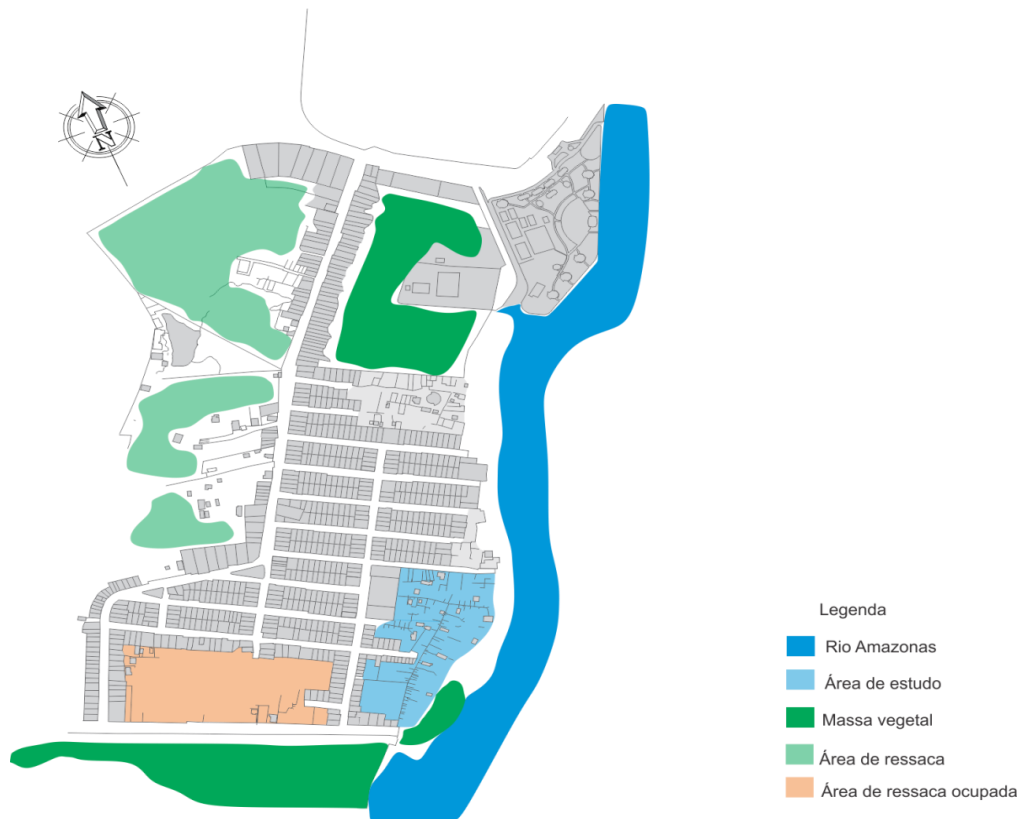 N
Legenda
Rio Amazonas
Área de estudo
Massa vegetal
Área de ressaca
Área de ressaca ocupada